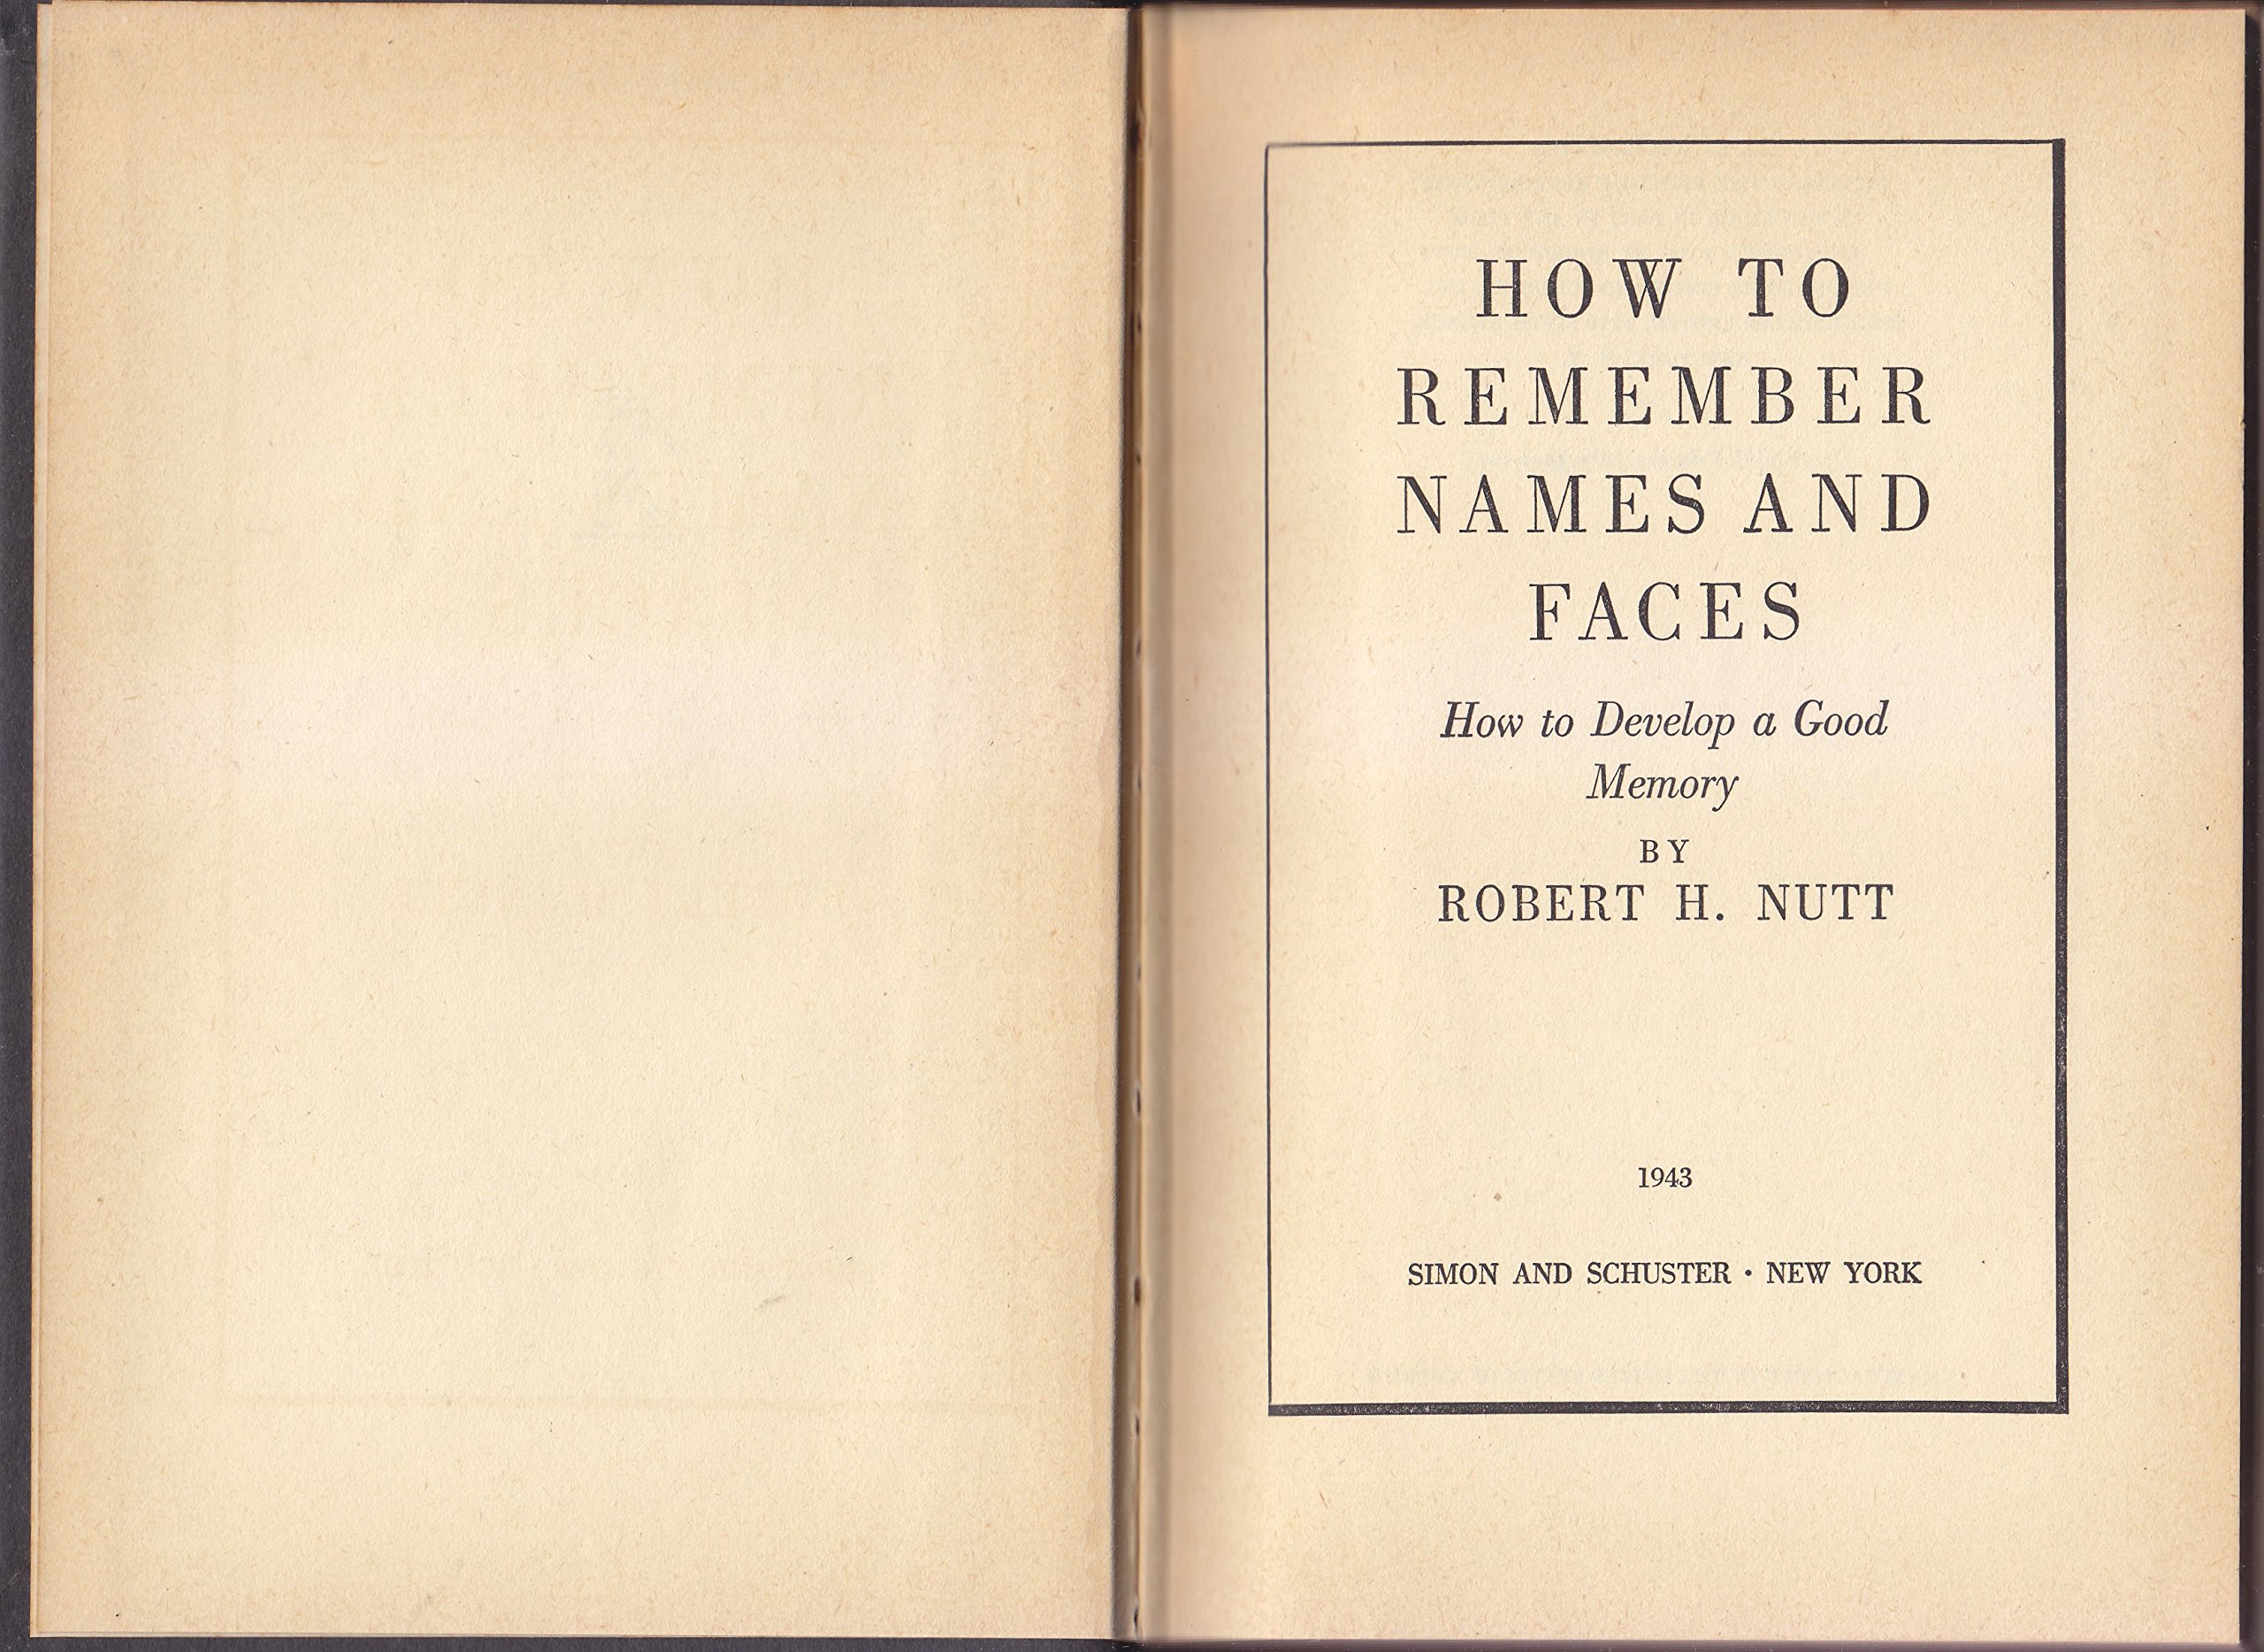 HOW TO
REMEMBER
NAMES AND
FACES
How to Develop a Good
Memory
BY
ROBERT H. NUTT
1943
SIMON AND SCHUSTER · NEW YORK